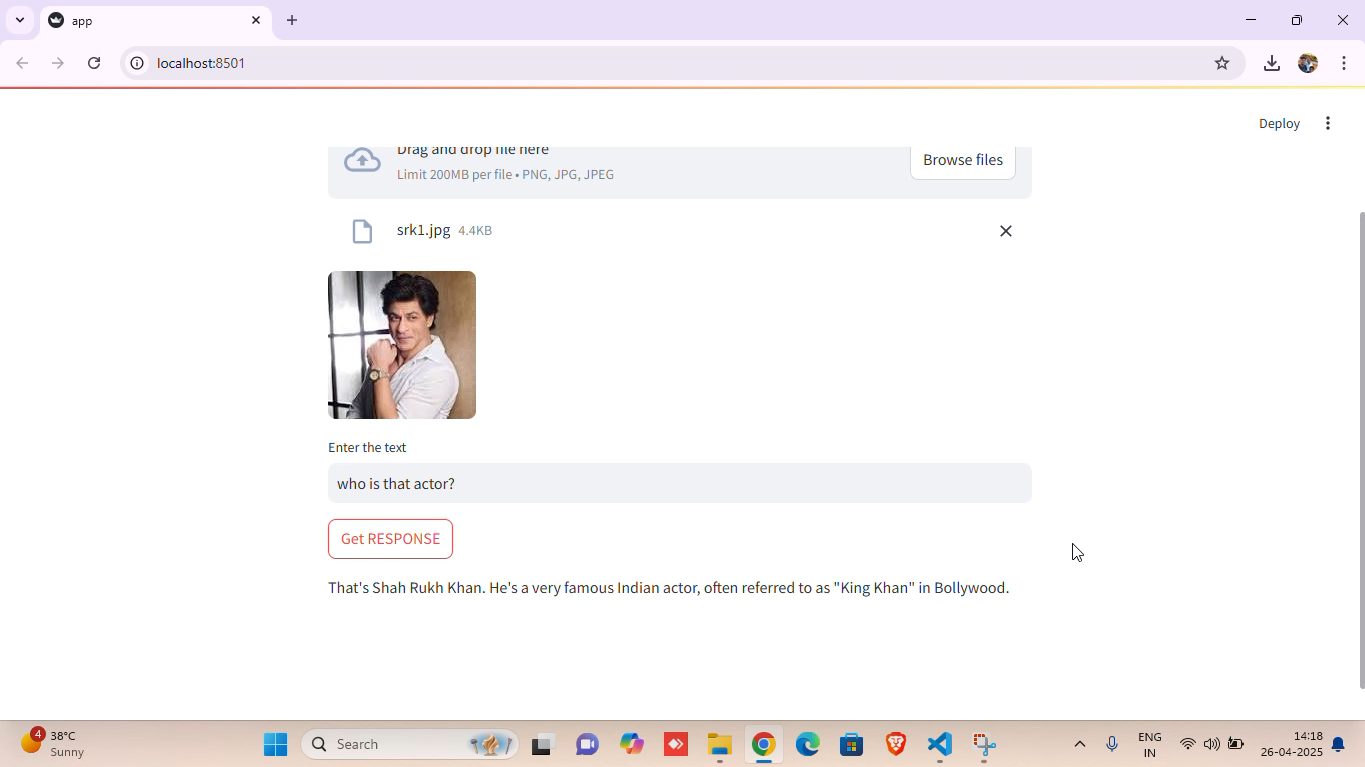 app
localhost:8501
Deploy
Drag and drop file here
Limit 200MB per file • PNG, JPG, JPEG
Browse files
srk1.jpg 4.4KB
Enter the text
who is that actor?
Get RESPONSE
That's Shah Rukh Khan. He's a very famous Indian actor, often referred to as "King Khan" in Bollywood.
4
38°C
Sunny
Search
ENG
IN
14:18
26-04-2025